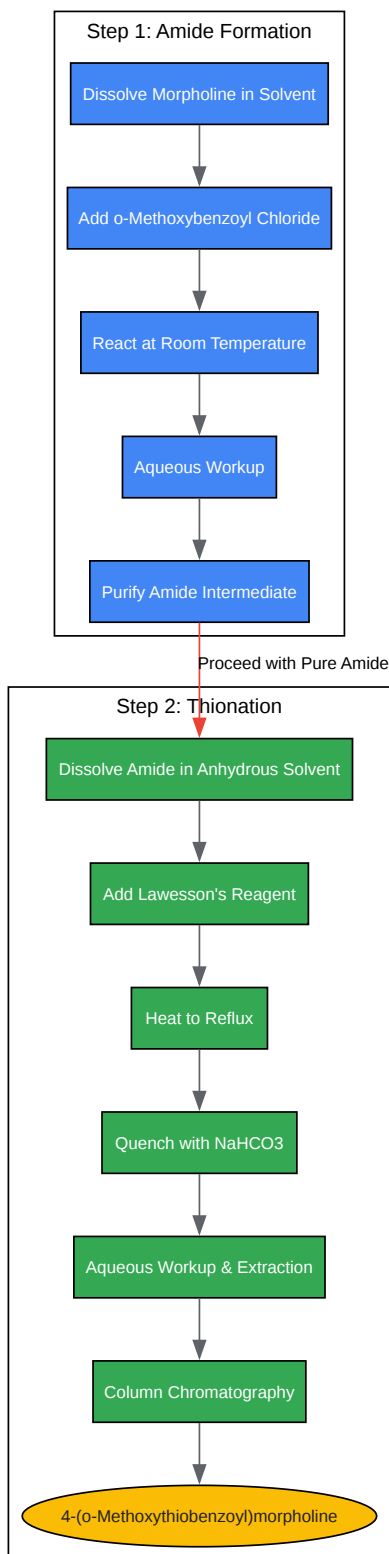 Step 1: Amide Formation
Dissolve Morpholine in Solvent
Add o-Methoxybenzoyl Chloride
React at Room Temperature
Aqueous Workup
Purify Amide Intermediate
Proceed with Pure Amide
Step 2: Thionation
Dissolve Amide in Anhydrous Solvent
Add Lawesson's Reagent
Heat to Reflux
Quench with NaHCO3
Aqueous Workup & Extraction
Column Chromatography
4-(o-Methoxythiobenzoyl)morpholine